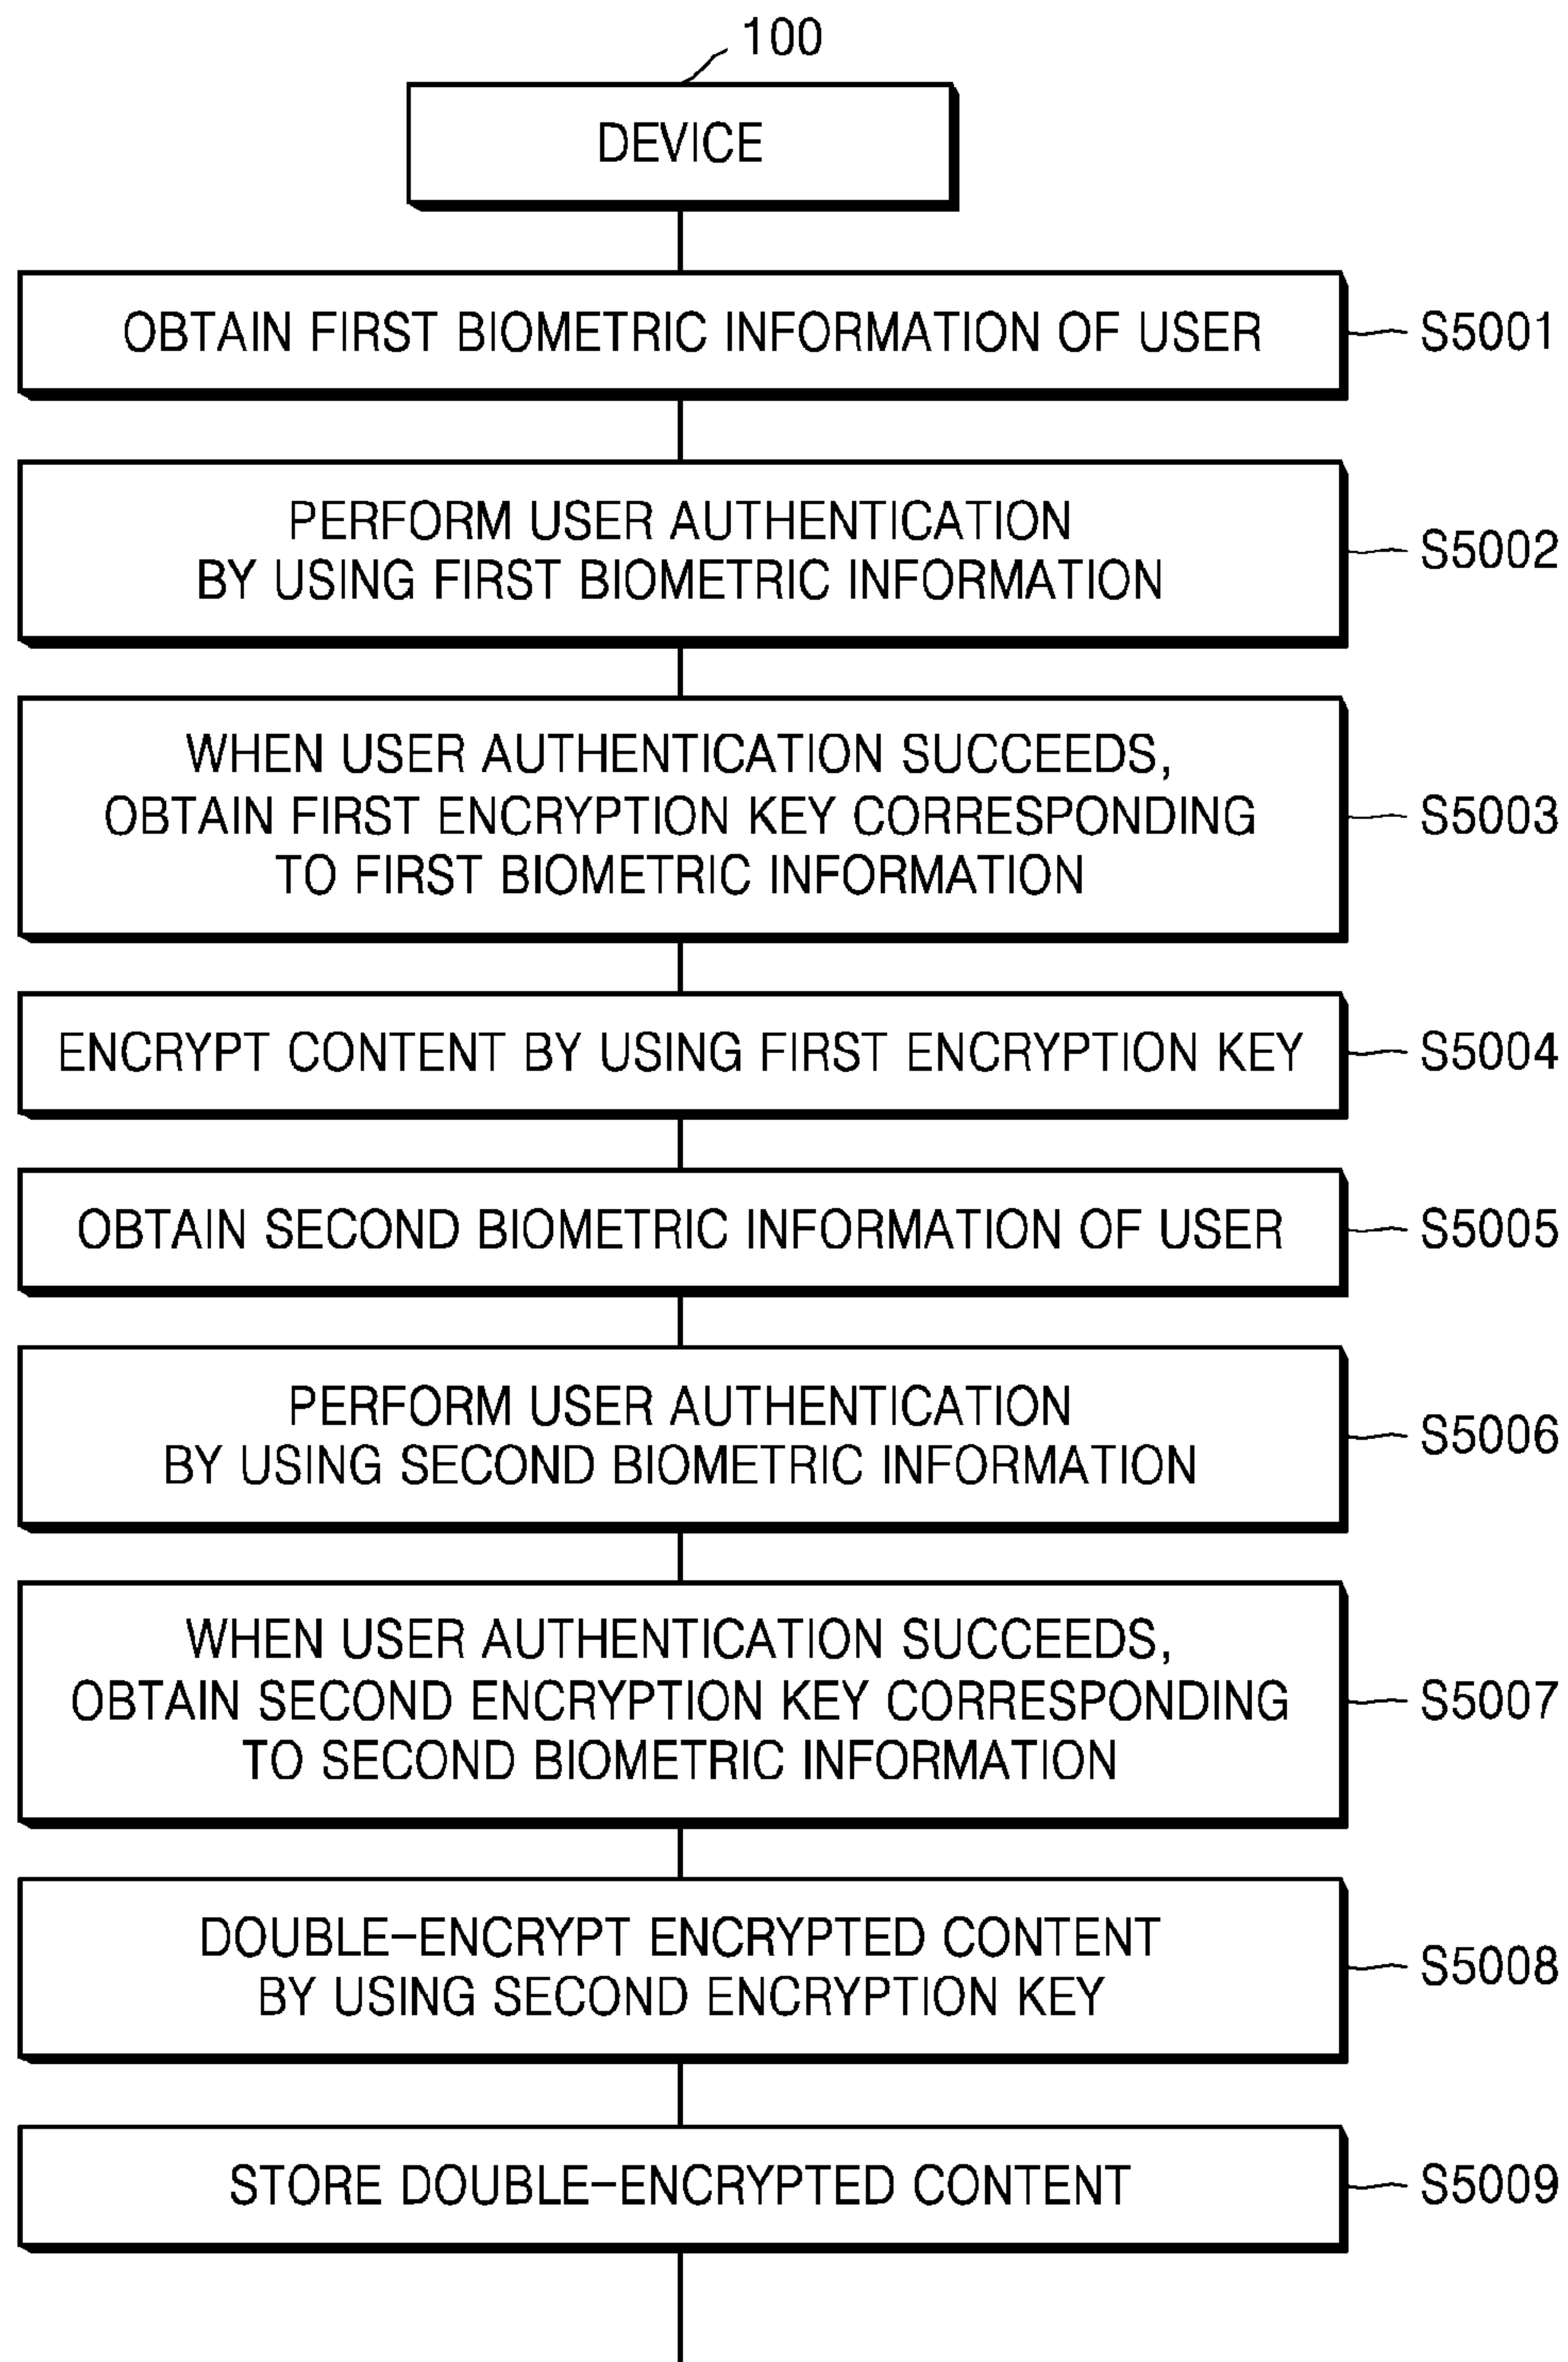 100
DEVICE
OBTAIN FIRST BIOMETRIC INFORMATION OF USER
S5001
PERFORM USER AUTHENTICATION
BY USING FIRST BIOMETRIC INFORMATION
S5002
WHEN USER AUTHENTICATION SUCCEEDS,
OBTAIN FIRST ENCRYPTION KEY CORRESPONDING
TO FIRST BIOMETRIC INFORMATION
S5003
ENCRYPT CONTENT BY USING FIRST ENCRYPTION KEY
S5004
OBTAIN SECOND BIOMETRIC INFORMATION OF USER
S5005
PERFORM USER AUTHENTICATION
BY USING SECOND BIOMETRIC INFORMATION
S5006
WHEN USER AUTHENTICATION SUCCEEDS,
OBTAIN SECOND ENCRYPTION KEY CORRESPONDING
TO SECOND BIOMETRIC INFORMATION
S5007
DOUBLE-ENCRYPT ENCRYPTED CONTENT
BY USING SECOND ENCRYPTION KEY
S5008
STORE DOUBLE-ENCRYPTED CONTENT
S5009